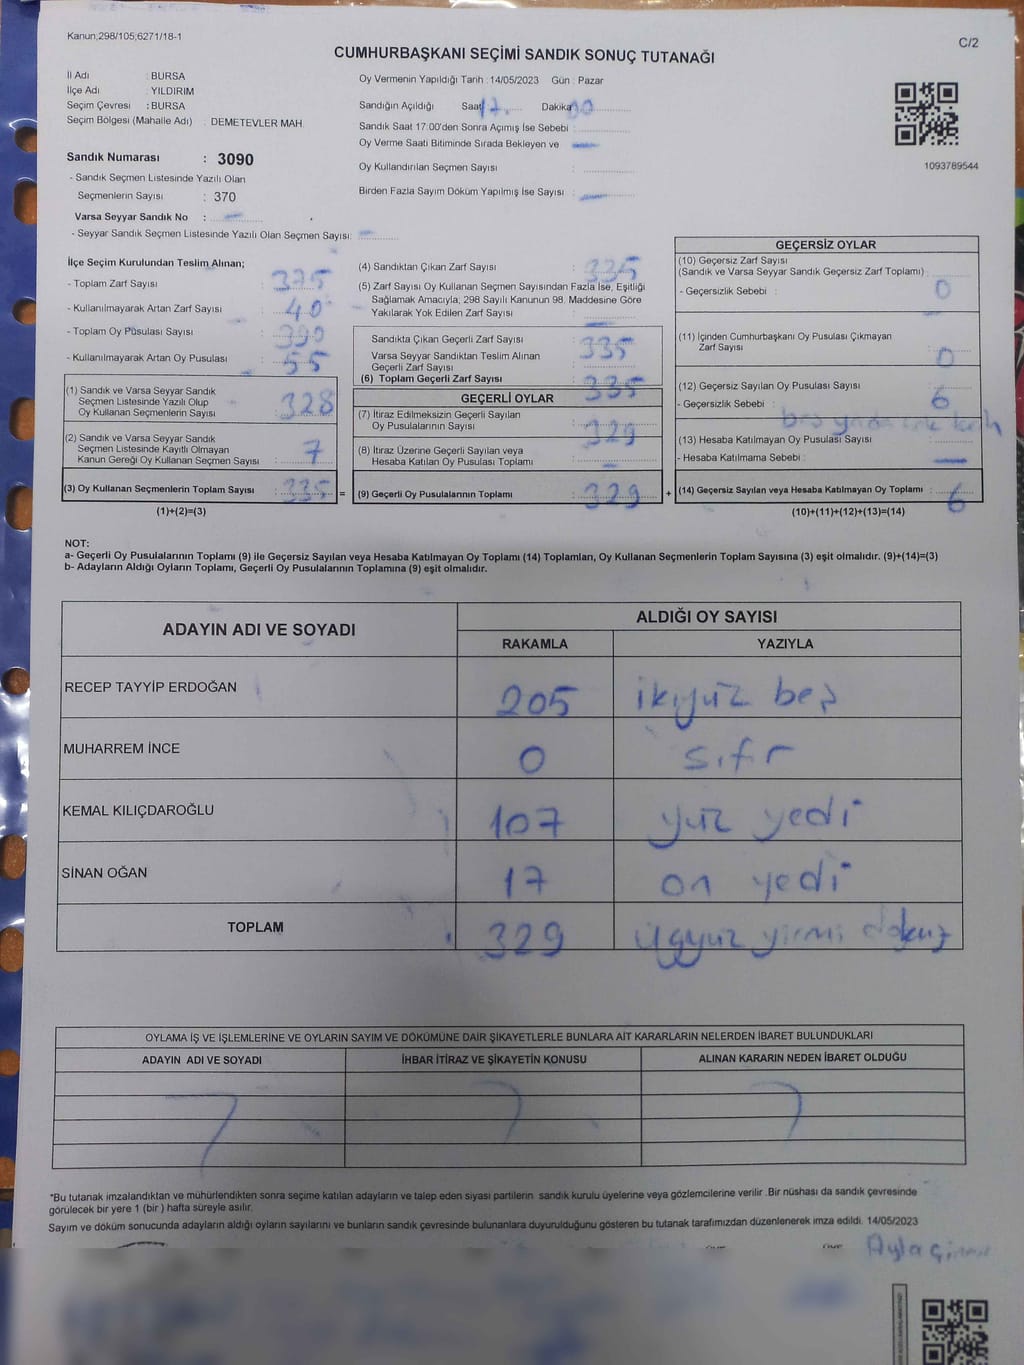 Kanun;298/105;6271/18-1
C/2
CUMHURBAŞKANI SEÇİMİ SANDIK SONUÇ TUTANAĞI
İl Adı : BURSA
İlçe Adı : YILDIRIM
Seçim Çevresi : BURSA
Seçim Bölgesi (Mahalle Adı) : DEMETEVLER MAH.
Sandık Numarası : 3090
- Sandık Seçmen Listesinde Yazılı Olan
Seçmenlerin Sayısı : 370
Varsa Seyyar Sandık No :
- Seyyar Sandık Seçmen Listesinde Yazılı Olan Seçmen Sayısı:
Oy Vermenin Yapıldığı Tarih : 14/05/2023 Gün : Pazar
Sandığın Açıldığı Saat 17 Dakika 00
Sandık Saat 17:00'den Sonra Açımış İse Sebebi :
Oy Verme Saati Bitiminde Sırada Bekleyen ve
Oy Kullandırılan Seçmen Sayısı :
Birden Fazla Sayım Döküm Yapılmış İse Sayısı :
1093789544
İlçe Seçim Kurulundan Teslim Alınan;
- Toplam Zarf Sayısı : 375
- Kullanılmayarak Artan Zarf Sayısı : 40
- Toplam Oy Pusulası Sayısı : 390
- Kullanılmayarak Artan Oy Pusulası : 55
(1) Sandık ve Varsa Seyyar Sandık
Seçmen Listesinde Yazılı Olup
Oy Kullanan Seçmenlerin Sayısı : 328
(2) Sandık ve Varsa Seyyar Sandık
Seçmen Listesinde Kayıtlı Olmayan
Kanun Gereği Oy Kullanan Seçmen Sayısı : 7
(3) Oy Kullanan Seçmenlerin Toplam Sayısı : 335 =
(1)+(2)=(3)
(4) Sandıktan Çıkan Zarf Sayısı : 335
(5) Zarf Sayısı Oy Kullanan Seçmen Sayısından Fazla İse, Eşitliği
Sağlamak Amacıyla; 298 Sayılı Kanunun 98. Maddesine Göre
Yakılarak Yok Edilen Zarf Sayısı :
Sandıkta Çıkan Geçerli Zarf Sayısı : 335
Varsa Seyyar Sandıktan Teslim Alınan
Geçerli Zarf Sayısı :
(6) Toplam Geçerli Zarf Sayısı : 335
GEÇERLİ OYLAR
(7) İtiraz Edilmeksizin Geçerli Sayılan
Oy Pusulalarının Sayısı : 329
(8) İtiraz Üzerine Geçerli Sayılan veya
Hesaba Katılan Oy Pusulası Toplamı :
(9) Geçerli Oy Pusulalarının Toplamı : 329 +
GEÇERSİZ OYLAR
(10) Geçersiz Zarf Sayısı
(Sandık ve Varsa Seyyar Sandık Geçersiz Zarf Toplamı) :
- Geçersizlik Sebebi : 0
(11) İçinden Cumhurbaşkanı Oy Pusulası Çıkmayan
Zarf Sayısı : 0
(12) Geçersiz Sayılan Oy Pusulası Sayısı : 6
- Geçersizlik Sebebi :
(13) Hesaba Katılmayan Oy Pusulası Sayısı
- Hesaba Katılmama Sebebi :
(14) Geçersiz Sayılan veya Hesaba Katılmayan Oy Toplamı : 6
(10)+(11)+(12)+(13)=(14)
NOT:
a- Geçerli Oy Pusulalarının Toplamı (9) ile Geçersiz Sayılan veya Hesaba Katılmayan Oy Toplamı (14) Toplamları, Oy Kullanan Seçmenlerin Toplam Sayısına (3) eşit olmalıdır. (9)+(14)=(3)
b- Adayların Aldığı Oyların Toplamı, Geçerli Oy Pusulalarının Toplamına (9) eşit olmalıdır.
ADAYIN ADI VE SOYADI
ALDIĞI OY SAYISI
RAKAMLA YAZIYLA
RECEP TAYYİP ERDOĞAN 205 ikiyüz beş
MUHARREM İNCE 0 sıfır
KEMAL KILIÇDAROĞLU 107 yüz yedi
SİNAN OĞAN 17 on yedi
TOPLAM 329 üçyüz yirmi dokuz
OYLAMA İŞ VE İŞLEMLERİNE VE OYLARIN SAYIM VE DÖKÜMÜNE DAİR ŞİKAYETLERLE BUNLARA AİT KARARLARIN NELERDEN İBARET BULUNDUKLARI
ADAYIN ADI VE SOYADI İHBAR İTİRAZ VE ŞİKAYETİN KONUSU ALINAN KARARIN NEDEN İBARET OLDUĞU
*Bu tutanak imzalandıktan ve mühürlendikten sonra seçime katılan adayların ve talep eden siyasi partilerin sandık kurulu üyelerine veya gözlemcilerine verilir .Bir nüshası da sandık çevresinde
görülecek bir yere 1 (bir ) hafta süreyle asılır.
Sayım ve döküm sonucunda adayların aldığı oyların sayılarını ve bunların sandık çevresinde bulunanlara duyurulduğunu gösteren bu tutanak tarafımızdan düzenlenerek imza edildi. 14/05/2023
Ayla